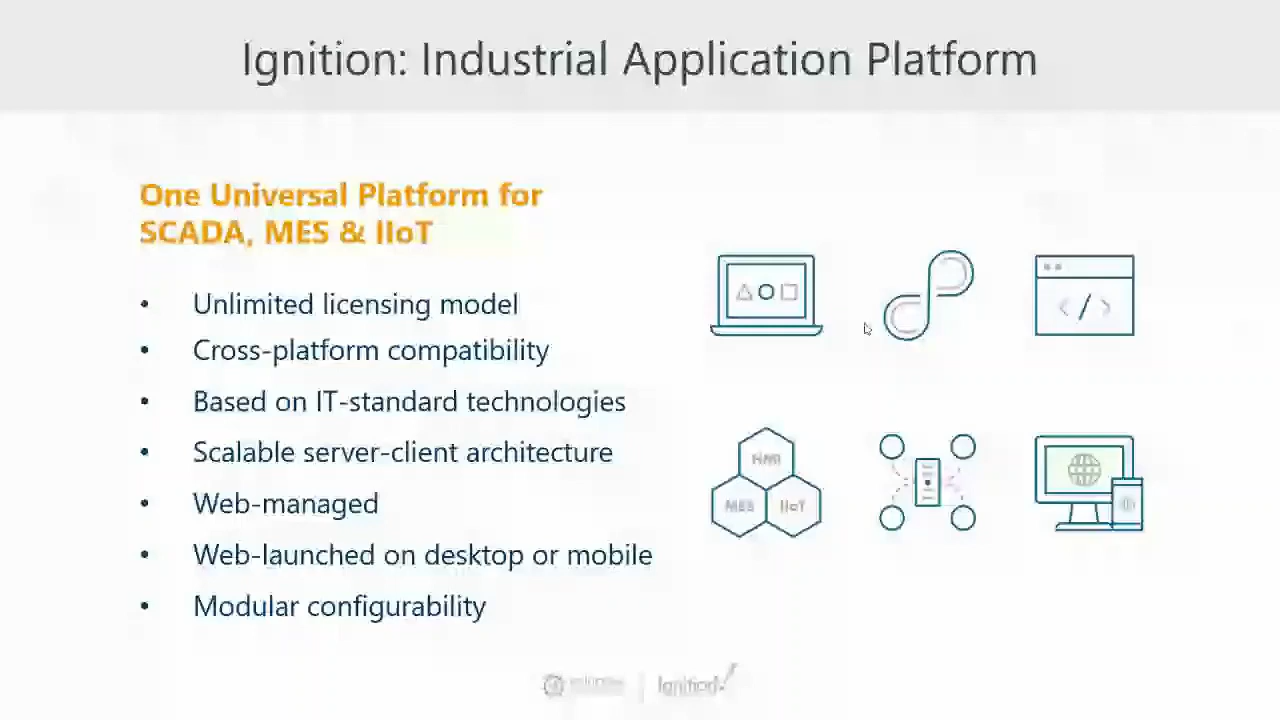 Ignition: Industrial Application Platform
One Universal Platform for
SCADA, MES & IIoT
• Unlimited licensing model
• Cross-platform compatibility
• Based on IT-standard technologies
• Scalable server-client architecture
• Web-managed
• Web-launched on desktop or mobile
• Modular configurability
</>
HMI
MES IIoT
Ignition